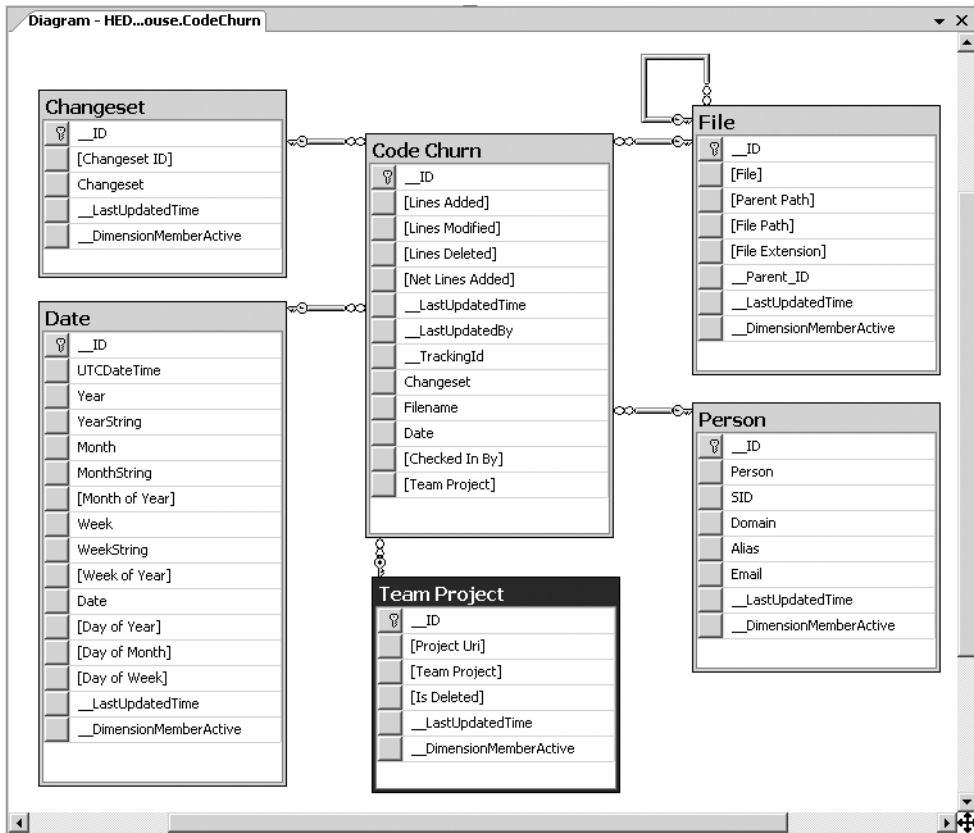 Diagram - HED...ouse.CodeChurn
Changeset
__ID
[Changeset ID]
Changeset
__LastUpdatedTime
__DimensionMemberActive
Date
__ID
UTCDateTime
Year
YearString
Month
MonthString
[Month of Year]
Week
WeekString
[Week of Year]
Date
[Day of Year]
[Day of Month]
[Day of Week]
__LastUpdatedTime
__DimensionMemberActive
Code Churn
__ID
[Lines Added]
[Lines Modified]
[Lines Deleted]
[Net Lines Added]
__LastUpdatedTime
__LastUpdatedBy
__TrackingId
Changeset
Filename
Date
[Checked In By]
[Team Project]
Team Project
__ID
[Project Uri]
[Team Project]
[Is Deleted]
__LastUpdatedTime
__DimensionMemberActive
File
__ID
[File]
[Parent Path]
[File Path]
[File Extension]
__Parent_ID
__LastUpdatedTime
__DimensionMemberActive
Person
__ID
Person
SID
Domain
Alias
Email
__LastUpdatedTime
__DimensionMemberActive